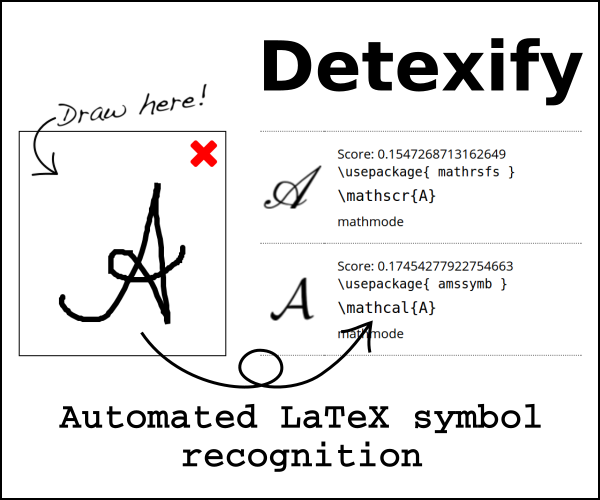 Detexify
Draw here!
A
A
Score: 0.1547268713162649
\usepackage{ mathrsfs }
\mathscr{A}
mathmode
A
Score: 0.17454277922754663
\usepackage{ amssymb }
\mathcal{A}
mathmode
Automated LaTeX symbol
recognition